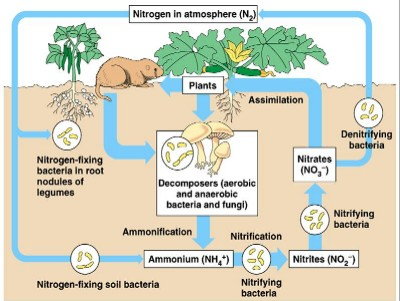 Nitrogen in atmosphere (N₂)
Plants
Assimilation
Denitrifying
bacteria
Nitrogen-fixing
bacteria in root
nodules of
legumes
Decomposers (aerobic
and anaerobic
bacteria and fungi)
Nitrates
(NO₃⁻)
Ammonification
Nitrification
Nitrifying
bacteria
Ammonium (NH₄⁺)
Nitrites (NO₂⁻)
Nitrogen-fixing soil bacteria
Nitrifying
bacteria